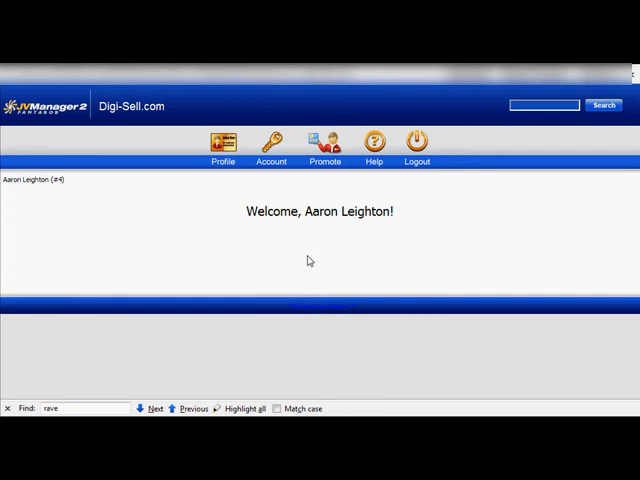 JVManager 2
FANTASOS
Digi-Sell.com
Search
Profile
Account
Promote
Help
Logout
Aaron Leighton (#4)
Welcome, Aaron Leighton!
Find:
rave
Next
Previous
Highlight all
Match case